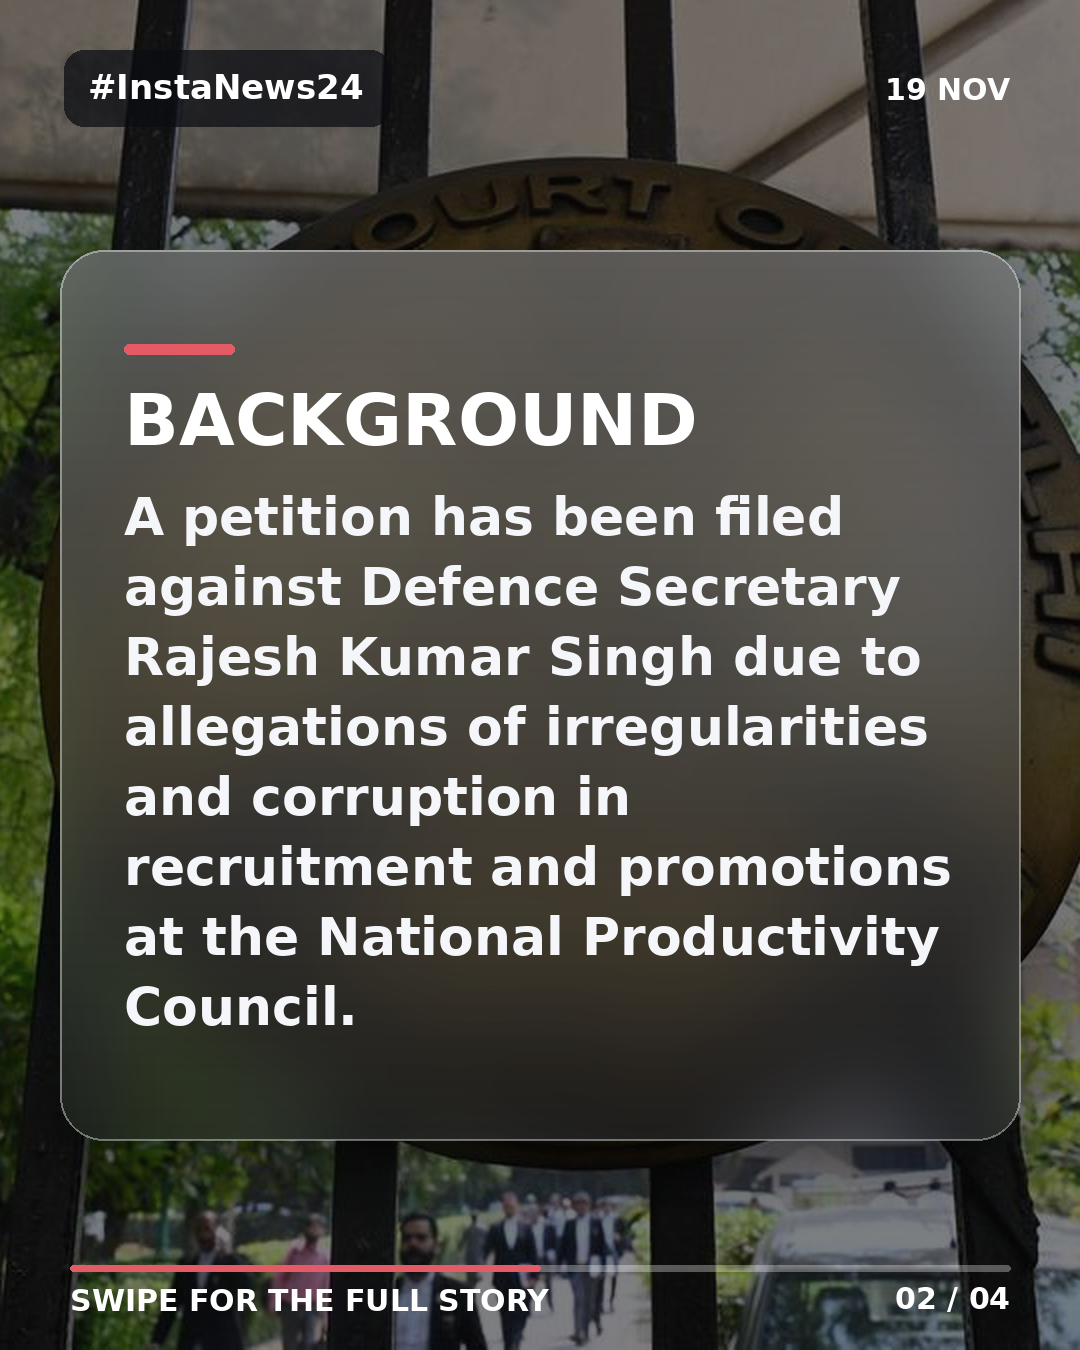 #InstaNews24
19 NOV
COURT O
BACKGROUND
A petition has been filed
against Defence Secretary
Rajesh Kumar Singh due to
allegations of irregularities
and corruption in
recruitment and promotions
at the National Productivity
Council.
SWIPE FOR THE FULL STORY
02 / 04